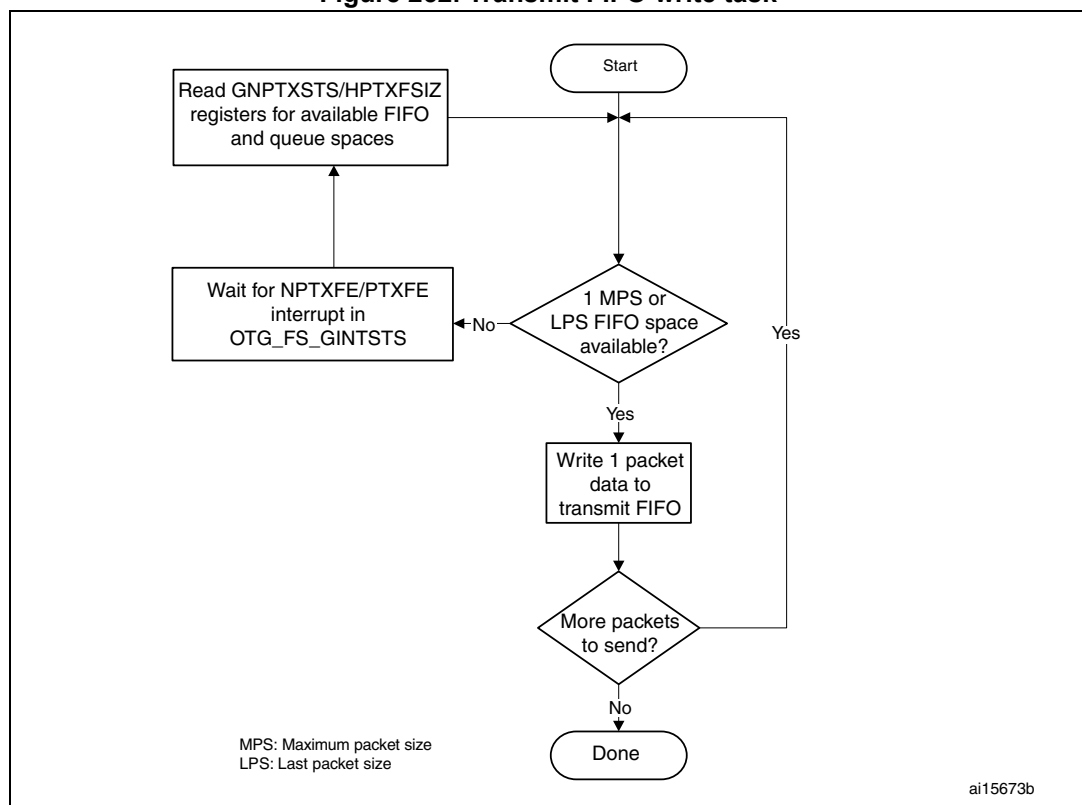 Start
Read GNPTXSTS/HPTXFSIZ
registers for available FIFO
and queue spaces
Wait for NPTXFE/PTXFE
interrupt in
OTG_FS_GINTSTS
No
1 MPS or
LPS FIFO space
available?
Yes
Yes
Write 1 packet
data to
transmit FIFO
More packets
to send?
No
Done
MPS: Maximum packet size
LPS: Last packet size
ai15673b